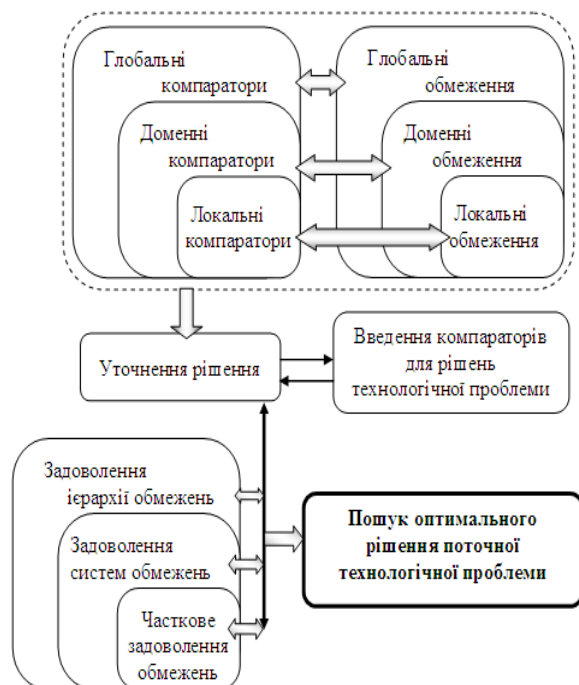 Глобальні
компаратори
Глобальні
обмеження
Доменні
компаратори
Доменні
обмеження
Локальні
компаратори
Локальні
обмеження
Уточнення рішення
Введення компараторів
для рішень
технологічної проблеми
Задоволення
ієрархії обмежень
Задоволення
систем обмежень
Часткове
задоволення
обмежень
Пошук оптимального
рішення поточної
технологічної проблеми